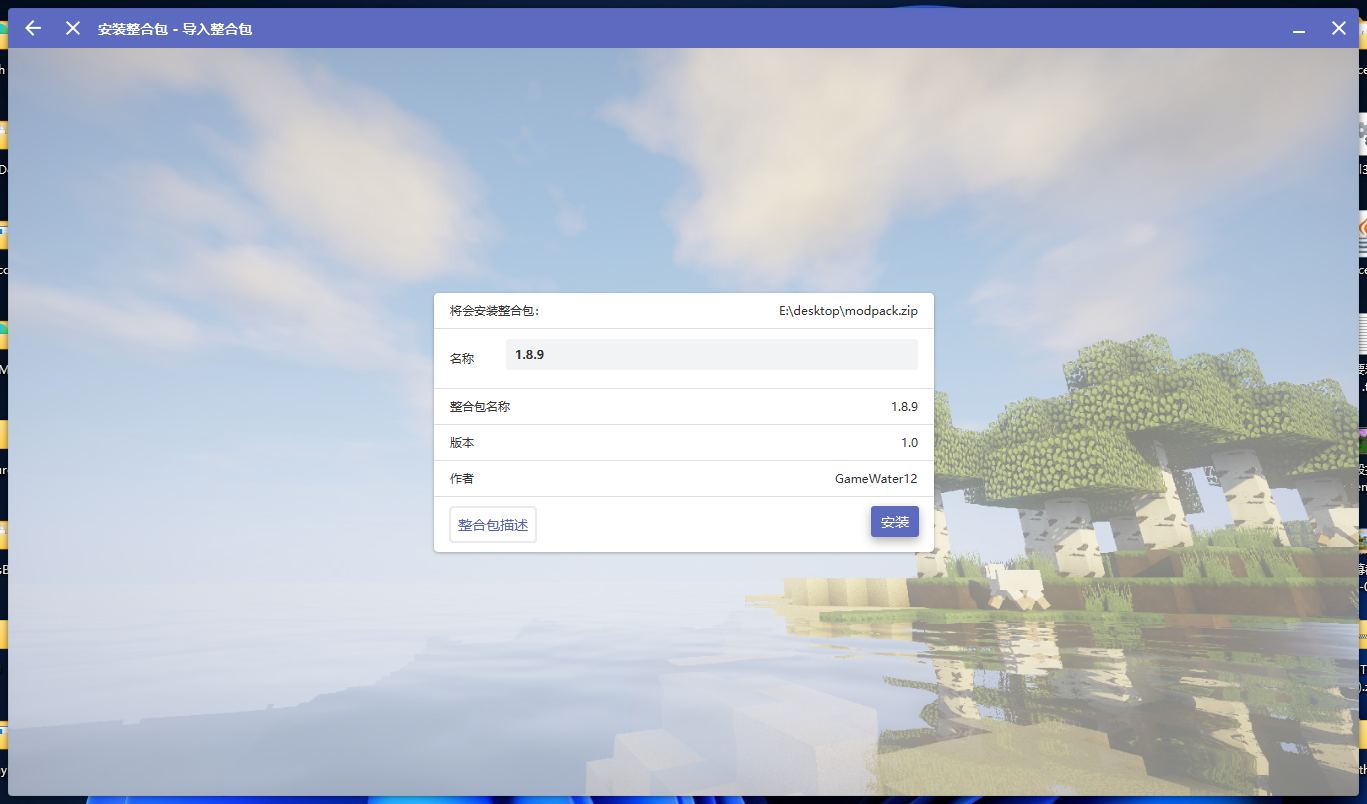 安装整合包 - 导入整合包
将会安装整合包: E:\desktop\modpack.zip
名称 1.8.9
整合包名称 1.8.9
版本 1.0
作者 GameWater12
整合包描述 安装